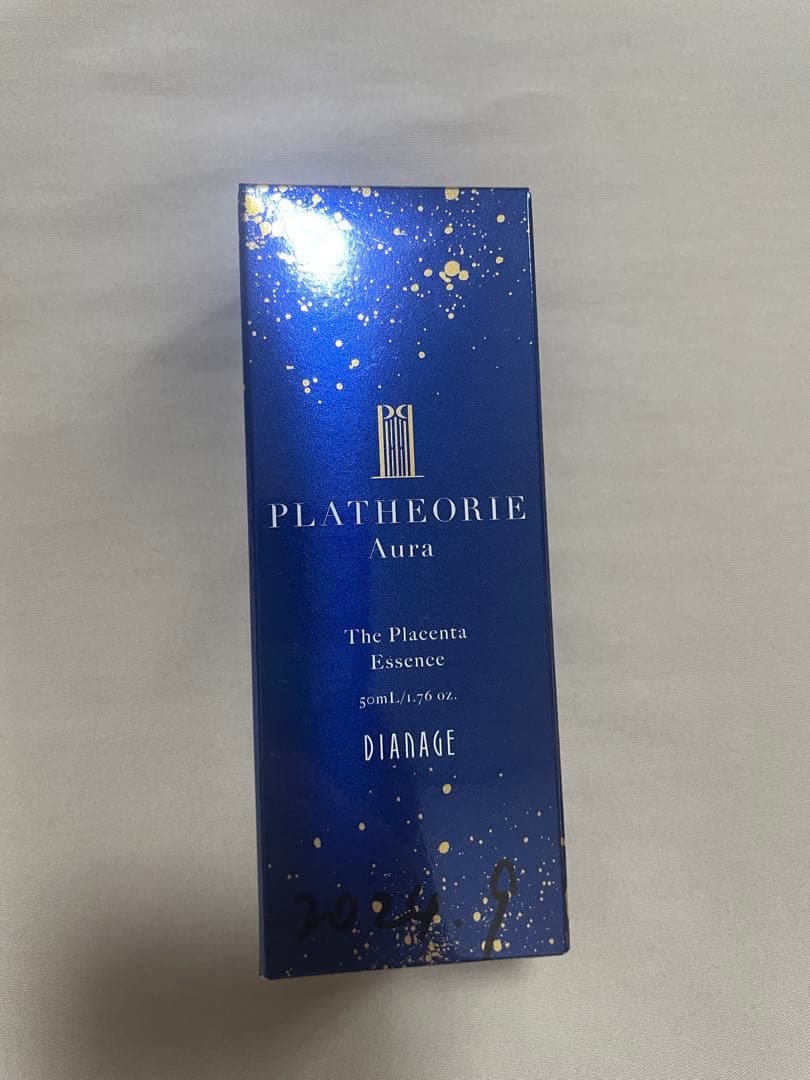 PLATHEORIE
Aura
The Placenta
Essence
50mL/1.76 oz.
DIANAGE
2024.9